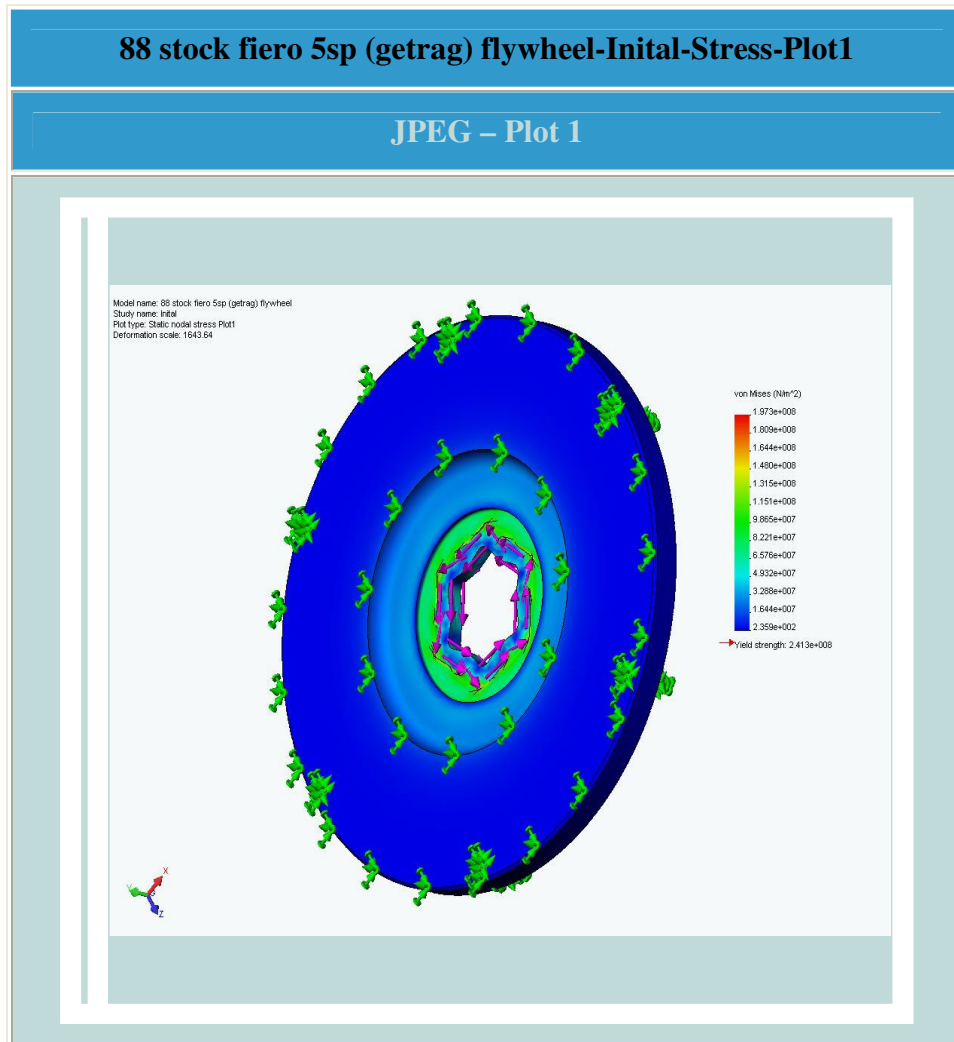 88 stock fiero 5sp (getrag) flywheel-Inital-Stress-Plot1
JPEG – Plot 1
Model name: 88 stock fiero 5sp (getrag) flywheel
Study name: Inital
Plot type: Static nodal stress Plot1
Deformation scale: 1643.64
von Mises (N/m^2)
1.973e+008
1.809e+008
1.644e+008
1.480e+008
1.315e+008
1.151e+008
9.865e+007
8.221e+007
6.576e+007
4.932e+007
3.288e+007
1.644e+007
2.359e+002
Yield strength: 2.413e+008
X
Y
Z